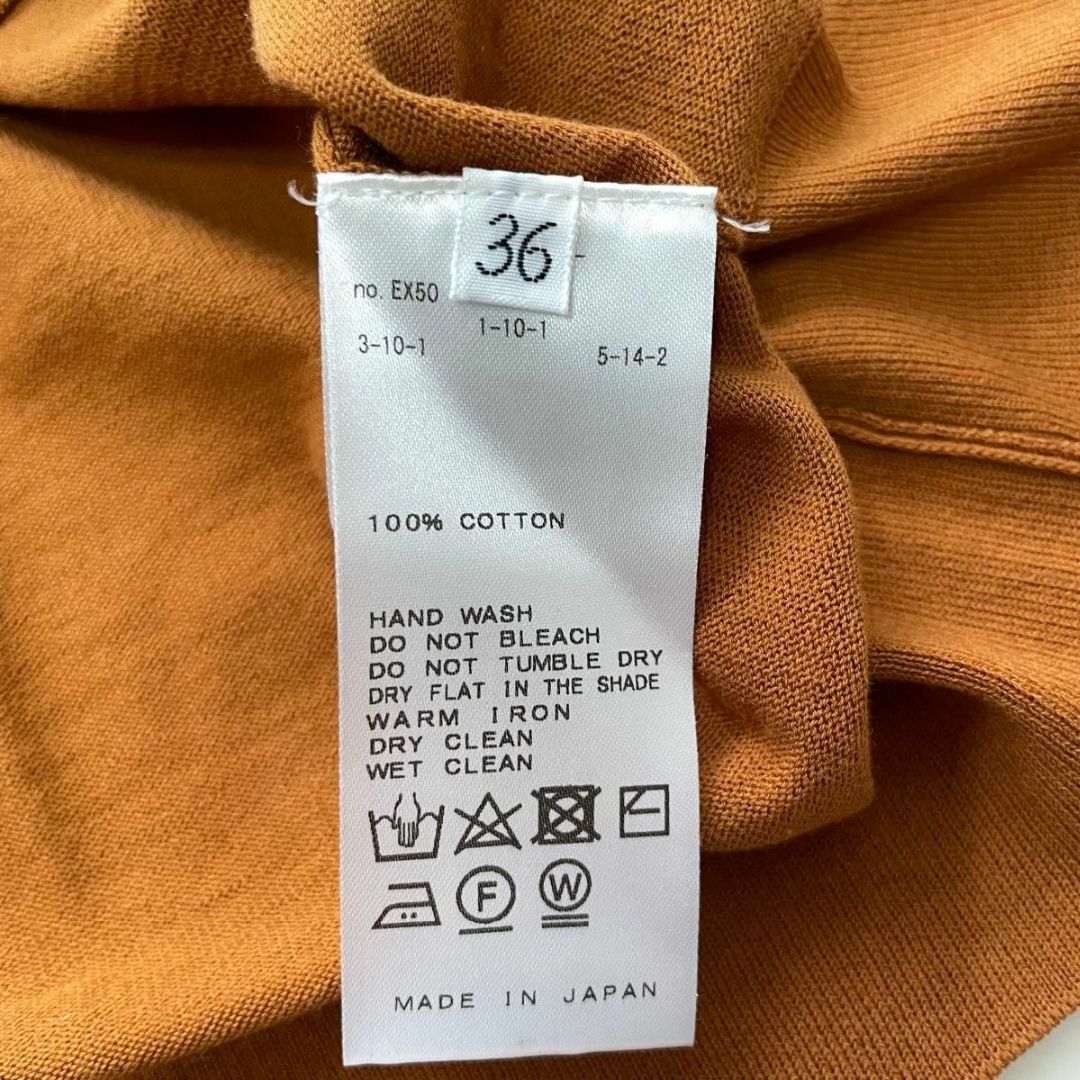 36
no. EX50 -
1-10-1
3-10-1
5-14-2
100% COTTON
HAND WASH
DO NOT BLEACH
DO NOT TUMBLE DRY
DRY FLAT IN THE SHADE
WARM IRON
DRY CLEAN
WET CLEAN
F W
MADE IN JAPAN